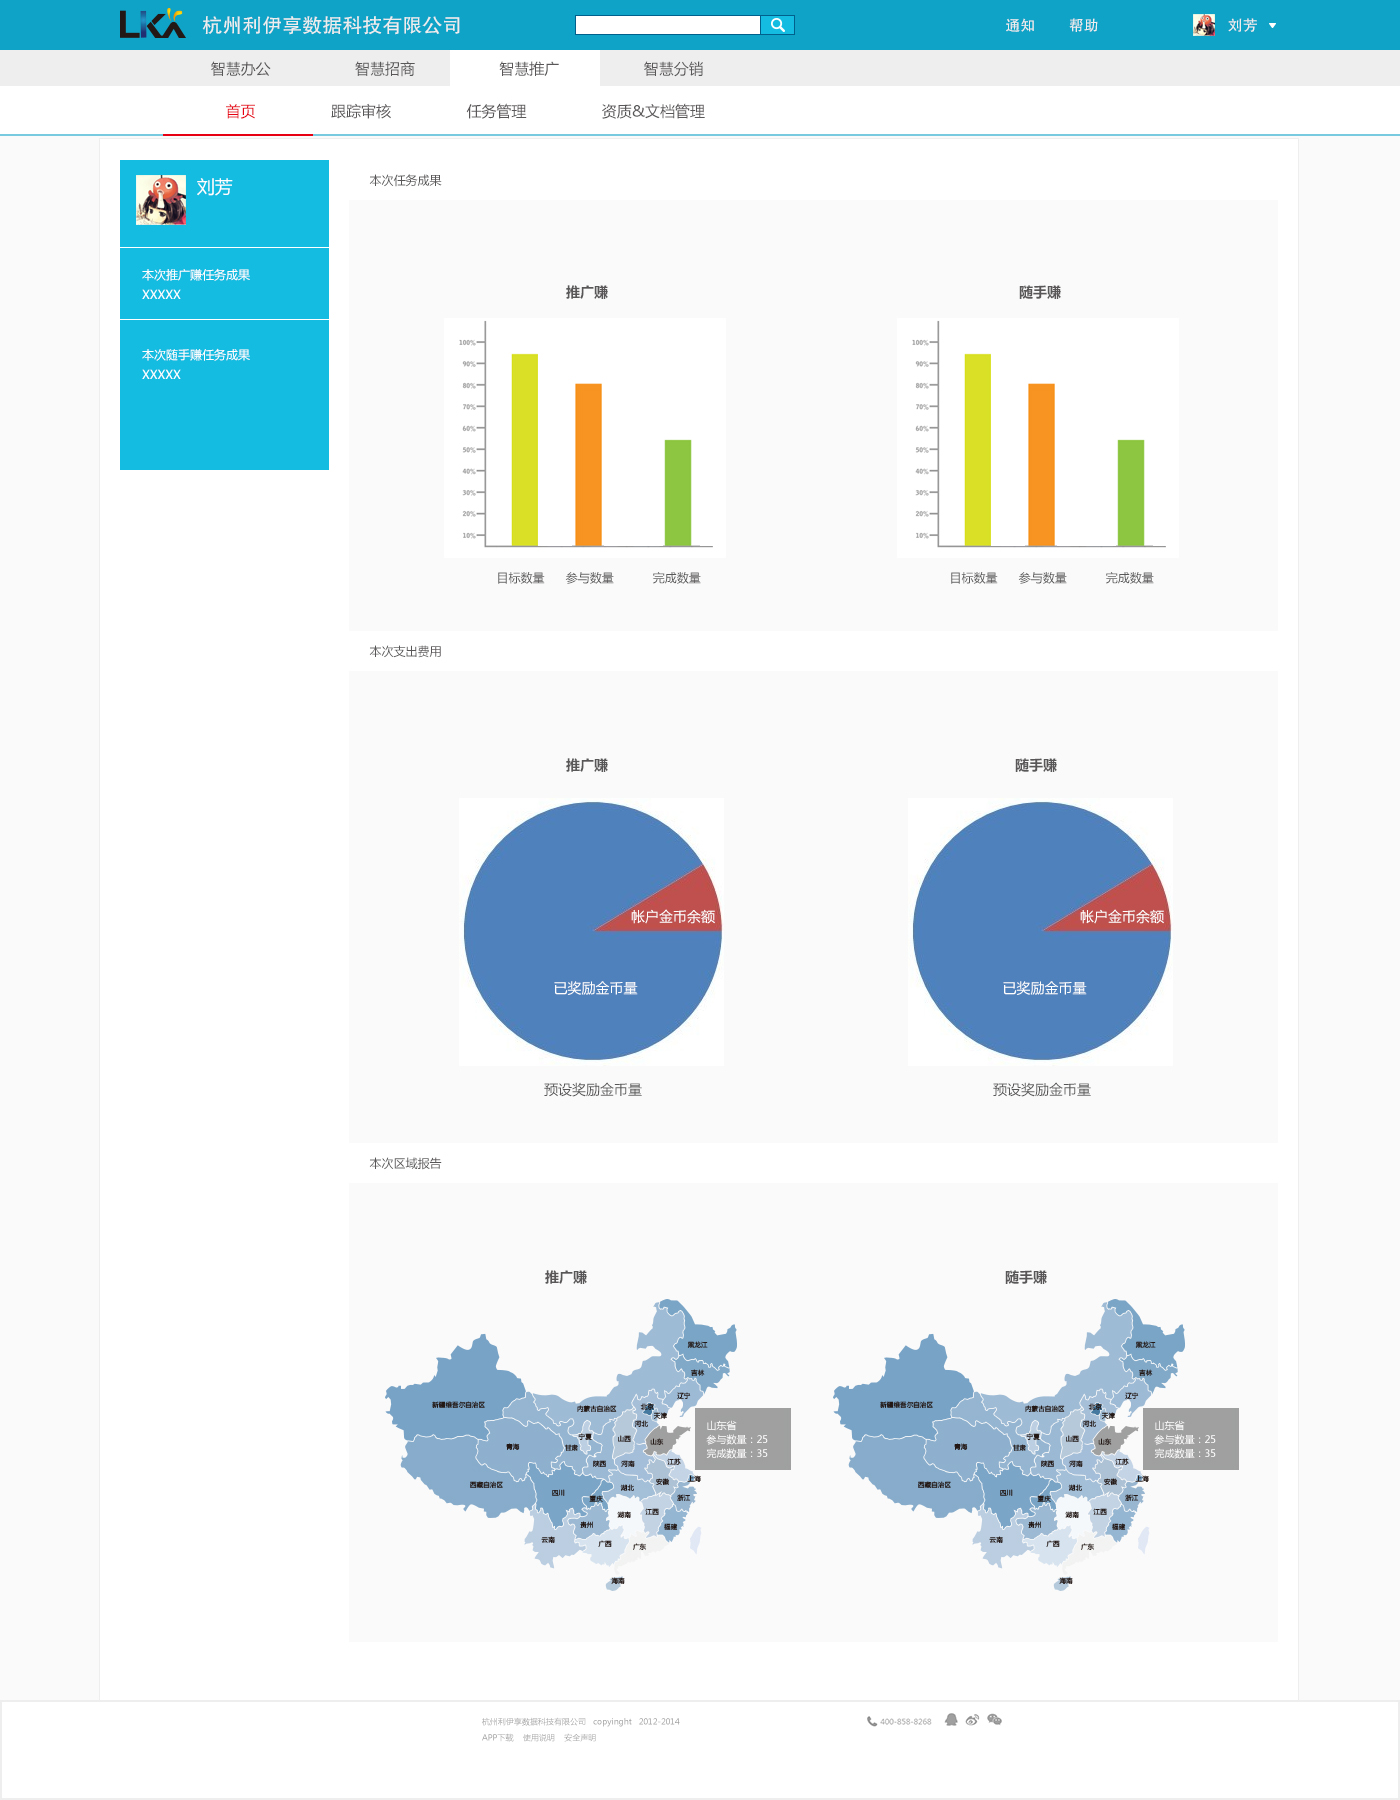 LKA 杭州利伊享数据科技有限公司
通知 帮助 刘芳
智慧办公 智慧招商 智慧推广 智慧分销
首页 跟踪审核 任务管理 资质&文档管理
刘芳
本次推广赚任务成果
XXXXX
本次随手赚任务成果
XXXXX
本次任务成果
推广赚
100%
90%
80%
70%
60%
50%
40%
30%
20%
10%
目标数量 参与数量 完成数量
随手赚
100%
90%
80%
70%
60%
50%
40%
30%
20%
10%
目标数量 参与数量 完成数量
本次支出费用
推广赚
帐户金币余额
已奖励金币量
预设奖励金币量
随手赚
帐户金币余额
已奖励金币量
预设奖励金币量
本次区域报告
推广赚
黑龙江
吉林
辽宁
新疆维吾尔自治区
内蒙古自治区
北京
天津
河北
宁夏
山西
山东
青海
甘肃
陕西
河南
江苏
西藏自治区
安徽
上海
四川
重庆
湖北
浙江
湖南
江西
贵州
福建
云南
广西
广东
海南
山东省
参与数量：25
完成数量：35
随手赚
黑龙江
吉林
辽宁
新疆维吾尔自治区
内蒙古自治区
北京
天津
河北
宁夏
山西
山东
青海
甘肃
陕西
河南
江苏
西藏自治区
安徽
上海
四川
重庆
湖北
浙江
湖南
江西
贵州
福建
云南
广西
广东
海南
山东省
参与数量：25
完成数量：35
杭州利伊享数据科技有限公司 copyinght 2012-2014
APP下载 使用说明 安全声明
400-858-8268